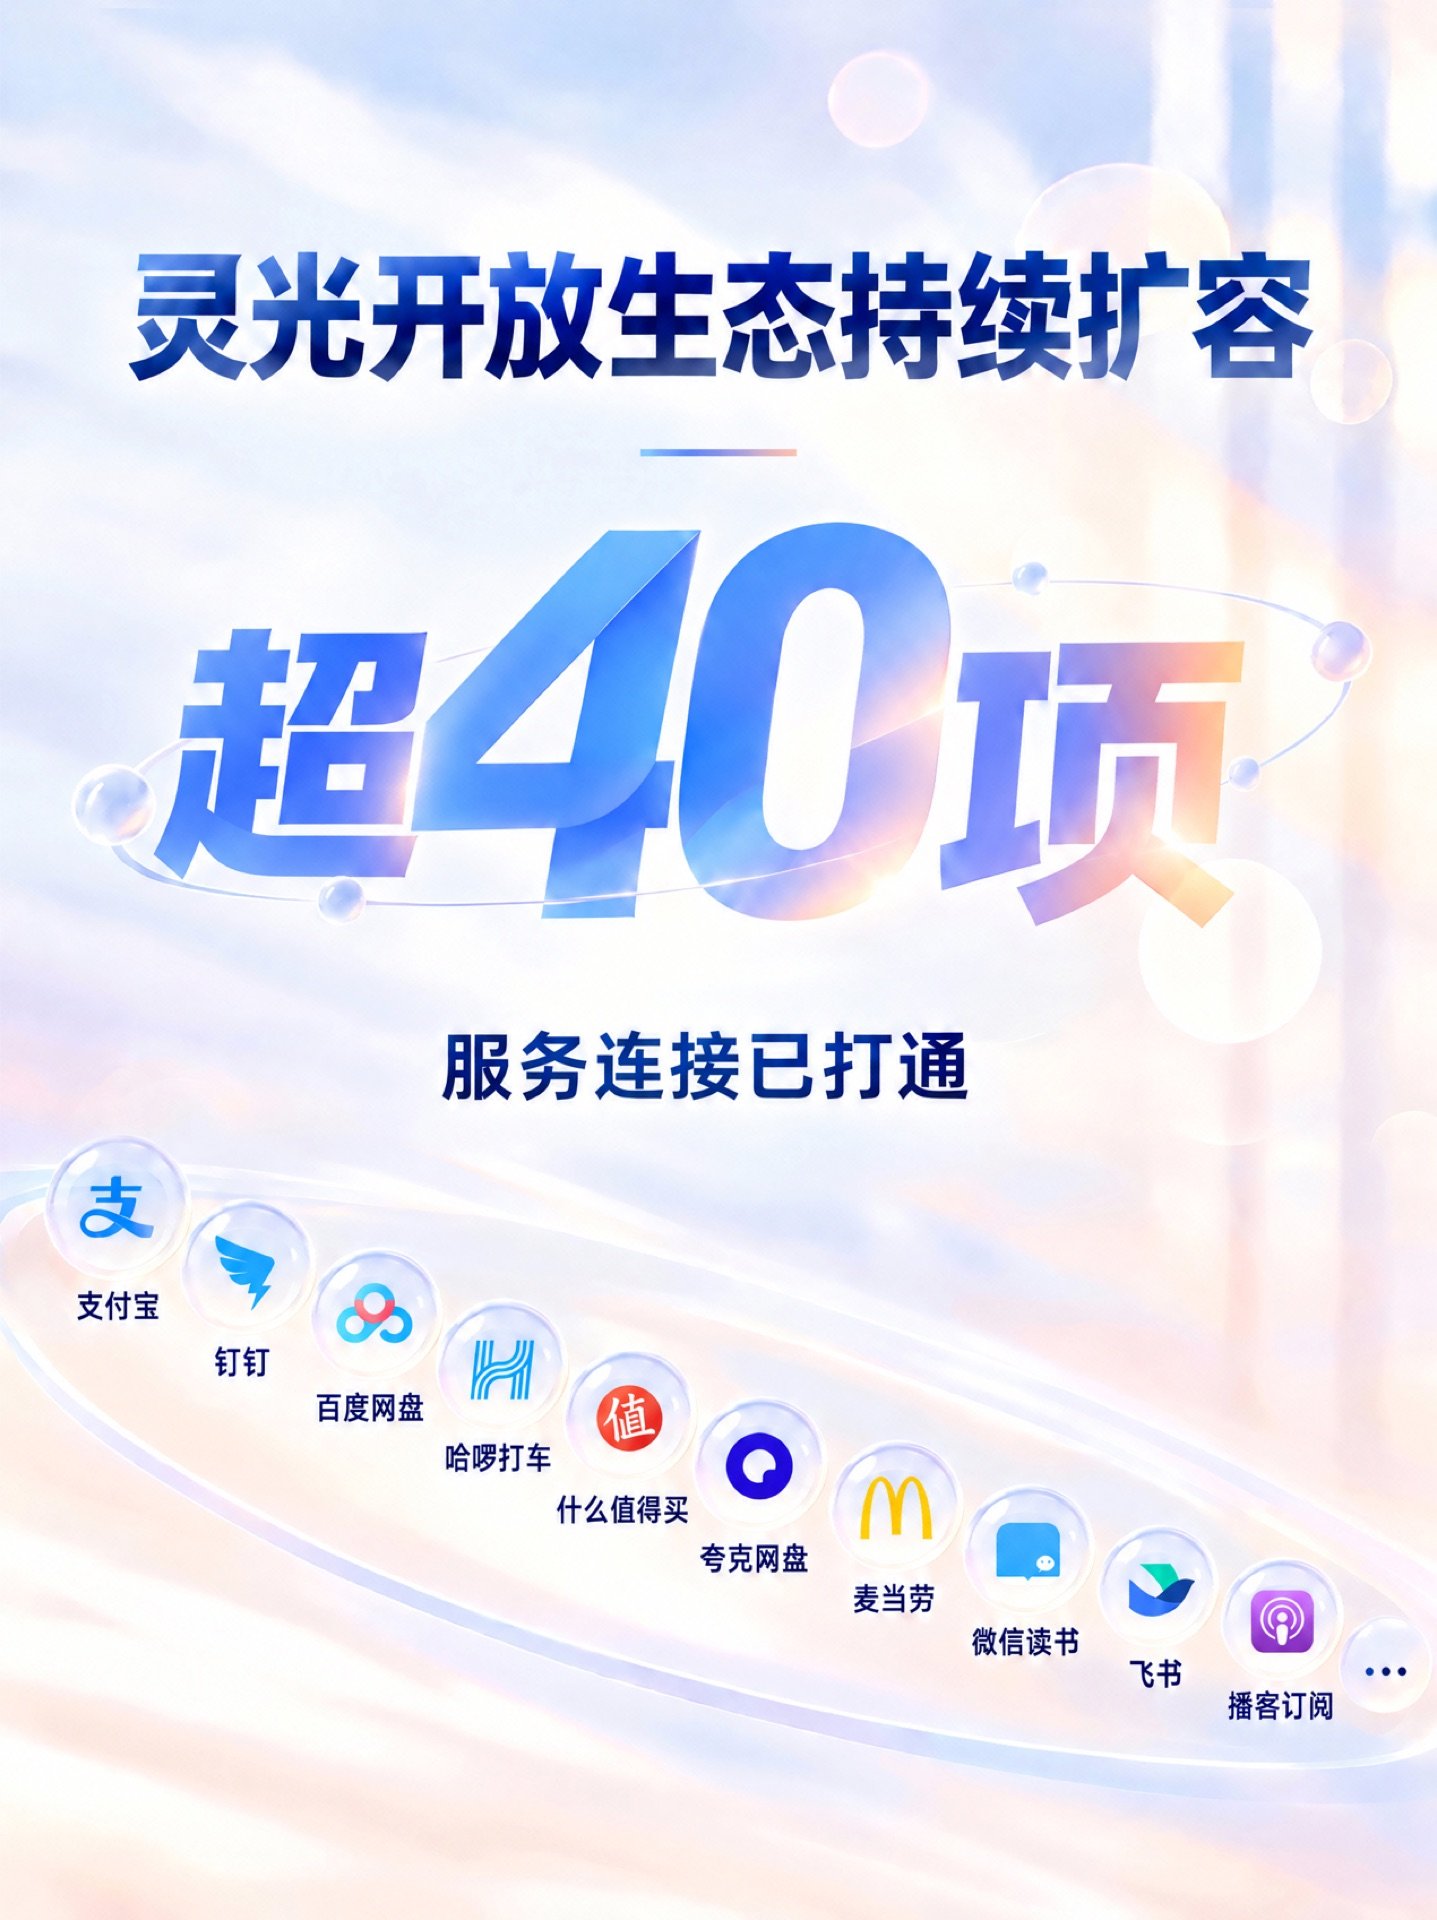 灵光开放生态持续扩容
超40项
服务连接已打通
支
支付宝
钉钉
百度网盘
哈啰打车
值
什么值得买
夸克网盘
麦当劳
微信读书
飞书
播客订阅
...